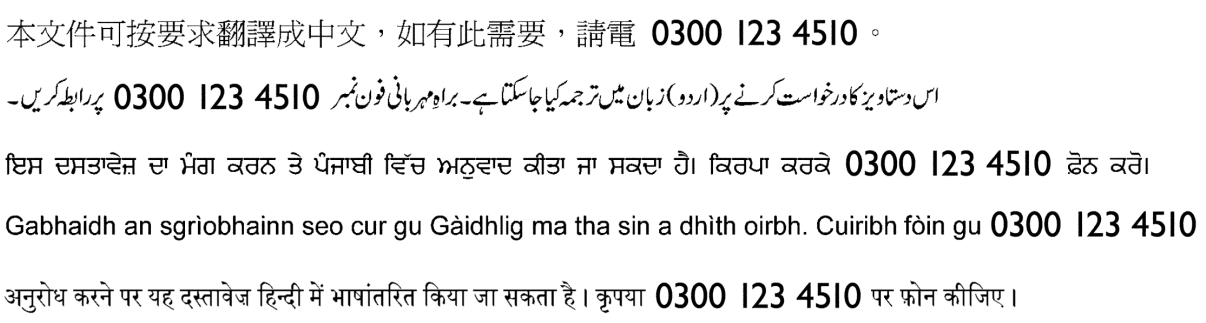 本文件可按要求翻譯成中文，如有此需要，請電 0300 123 4510。
اس دستاویز کا درخواست کرنے پر (اردو) زبان میں ترجمہ کیا جاسکتا ہے۔ براہِ مہربانی فون نمبر 0300 123 4510 پر رابطہ کریں۔
ਇਸ ਦਸਤਾਵੇਜ਼ ਦਾ ਮੰਗ ਕਰਨ ਤੇ ਪੰਜਾਬੀ ਵਿੱਚ ਅਨੁਵਾਦ ਕੀਤਾ ਜਾ ਸਕਦਾ ਹੈ। ਕਿਰਪਾ ਕਰਕੇ 0300 123 4510 ਫ਼ੋਨ ਕਰੋ।
Gabhaidh an sgrìobhainn seo cur gu Gàidhlig ma tha sin a dhìth oirbh. Cuiribh fòin gu 0300 123 4510
अनुरोध करने पर यह दस्तावेज हिन्दी में भाषांतरित किया जा सकता है। कृपया 0300 123 4510 पर फ़ोन कीजिए।